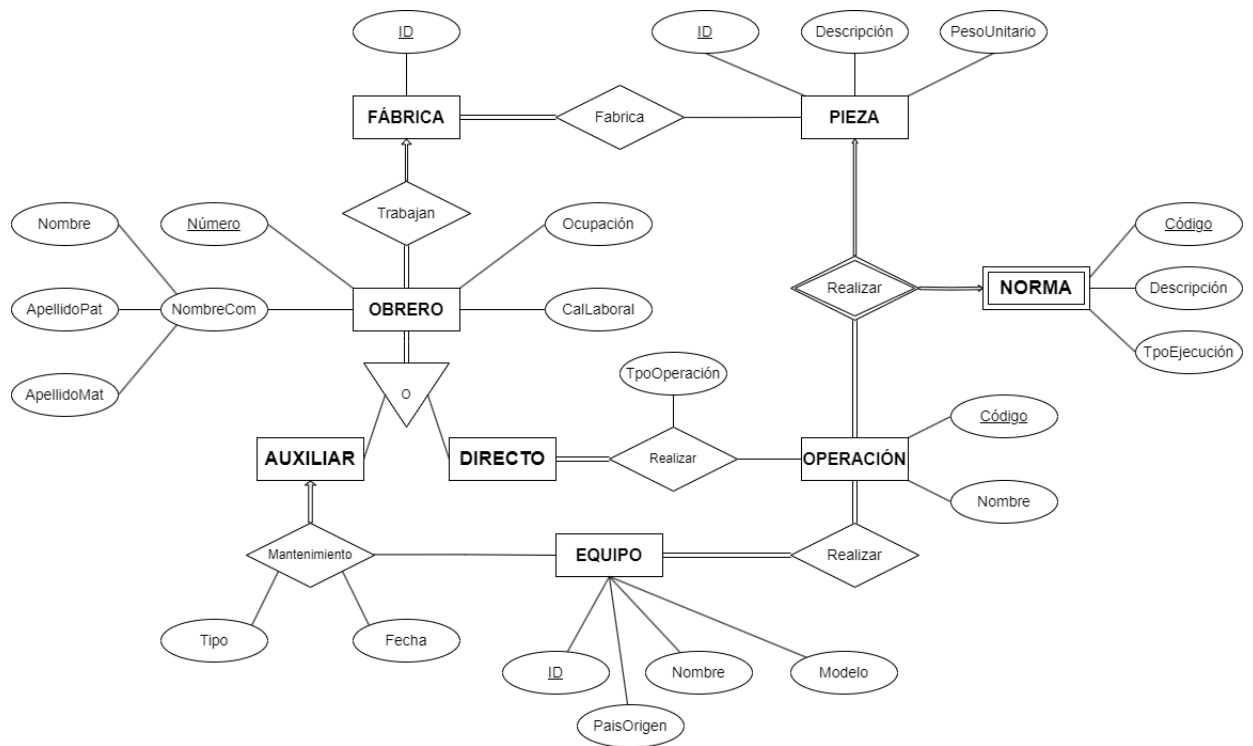 ID
ID
Descripción
PesoUnitario
FÁBRICA
Fabrica
PIEZA
Nombre
Número
Trabajan
Ocupación
Código
ApellidoPat
NombreCom
OBRERO
CalLaboral
Realizar
NORMA
Descripción
TpoEjecución
ApellidoMat
O
TpoOperación
Código
AUXILIAR
DIRECTO
Realizar
OPERACIÓN
Nombre
Mantenimiento
EQUIPO
Realizar
Tipo
Fecha
ID
Nombre
Modelo
PaisOrigen